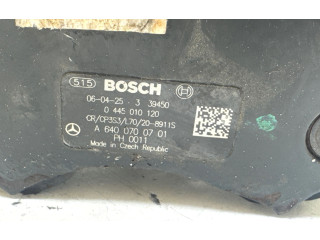 515 BOSCH
06-04-25 3 39450
0 445 010 120
CR/CP3S3/L70/20-8911S
A 640 070 07 01
PH 0011
Made in Czech Republic